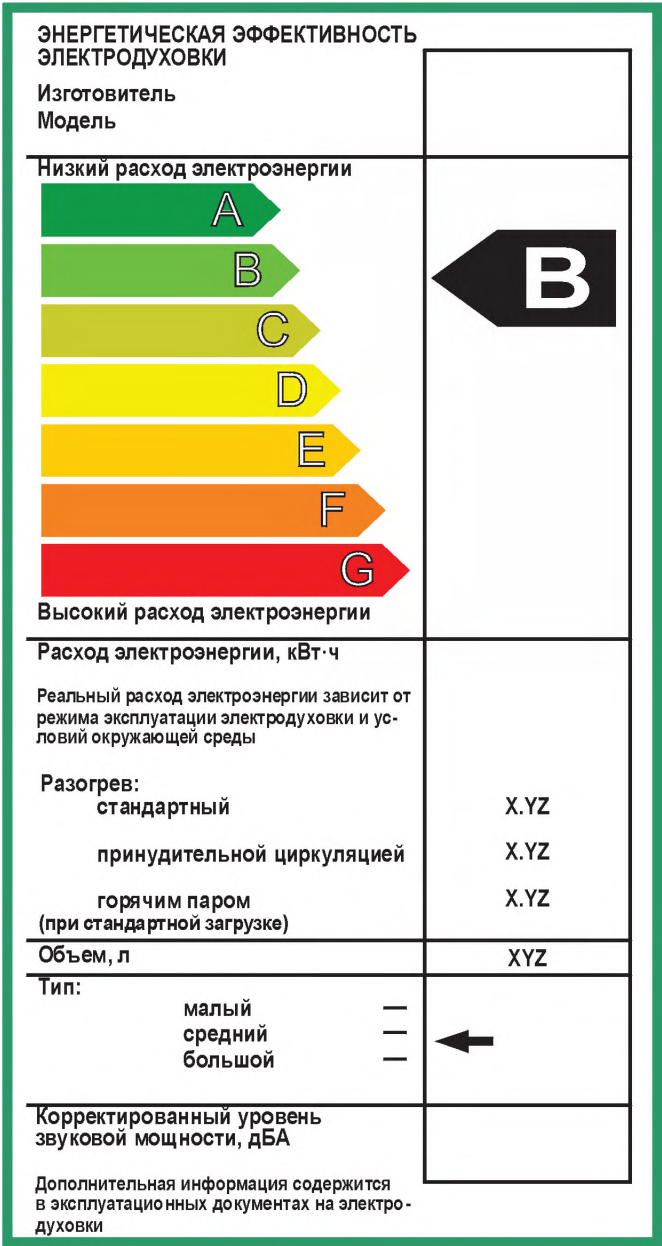 ЭНЕРГЕТИЧЕСКАЯ ЭФФЕКТИВНОСТЬ
ЭЛЕКТРОДУХОВКИ
Изготовитель
Модель
Низкий расход электроэнергии
A
B
B
C
D
E
F
G
Высокий расход электроэнергии
Расход электроэнергии, кВт·ч
Реальный расход электроэнергии зависит от
режима эксплуатации электродуховки и ус-
ловий окружающей среды
Разогрев:
стандартный X.YZ
принудительной циркуляцией X.YZ
горячим паром X.YZ
(при стандартной загрузке)
Объем, л XYZ
Тип:
малый —
средний —
большой —
Корректированный уровень
звуковой мощности, дБА
Дополнительная информация содержится
в эксплуатационных документах на электро-
духовки